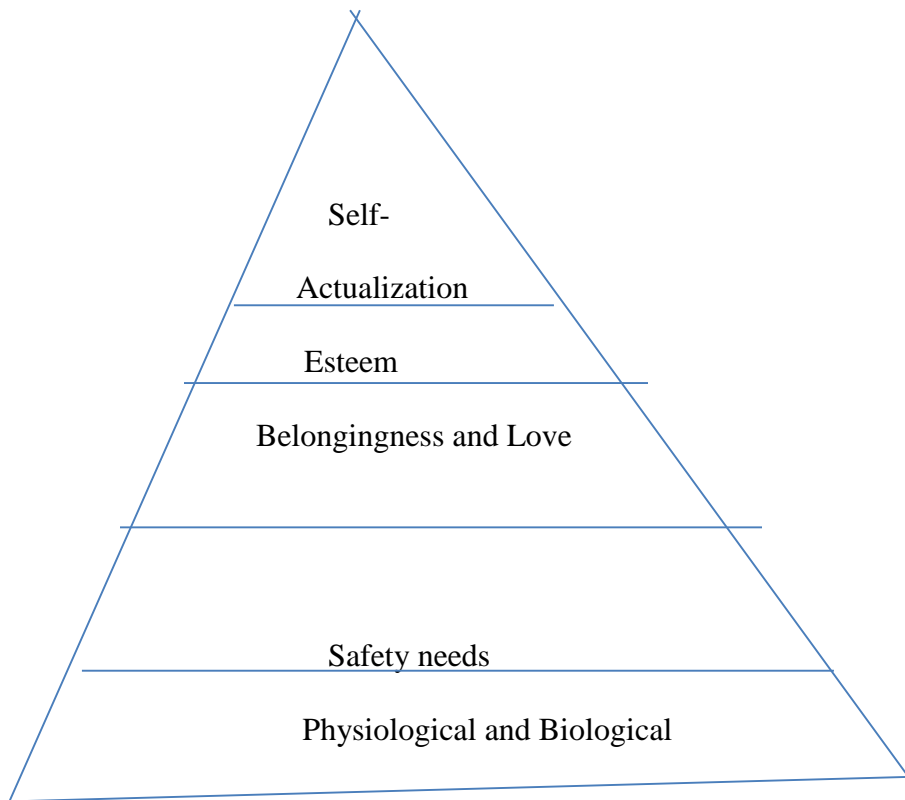 Self-
Actualization
Esteem
Belongingness and Love
Safety needs
Physiological and Biological